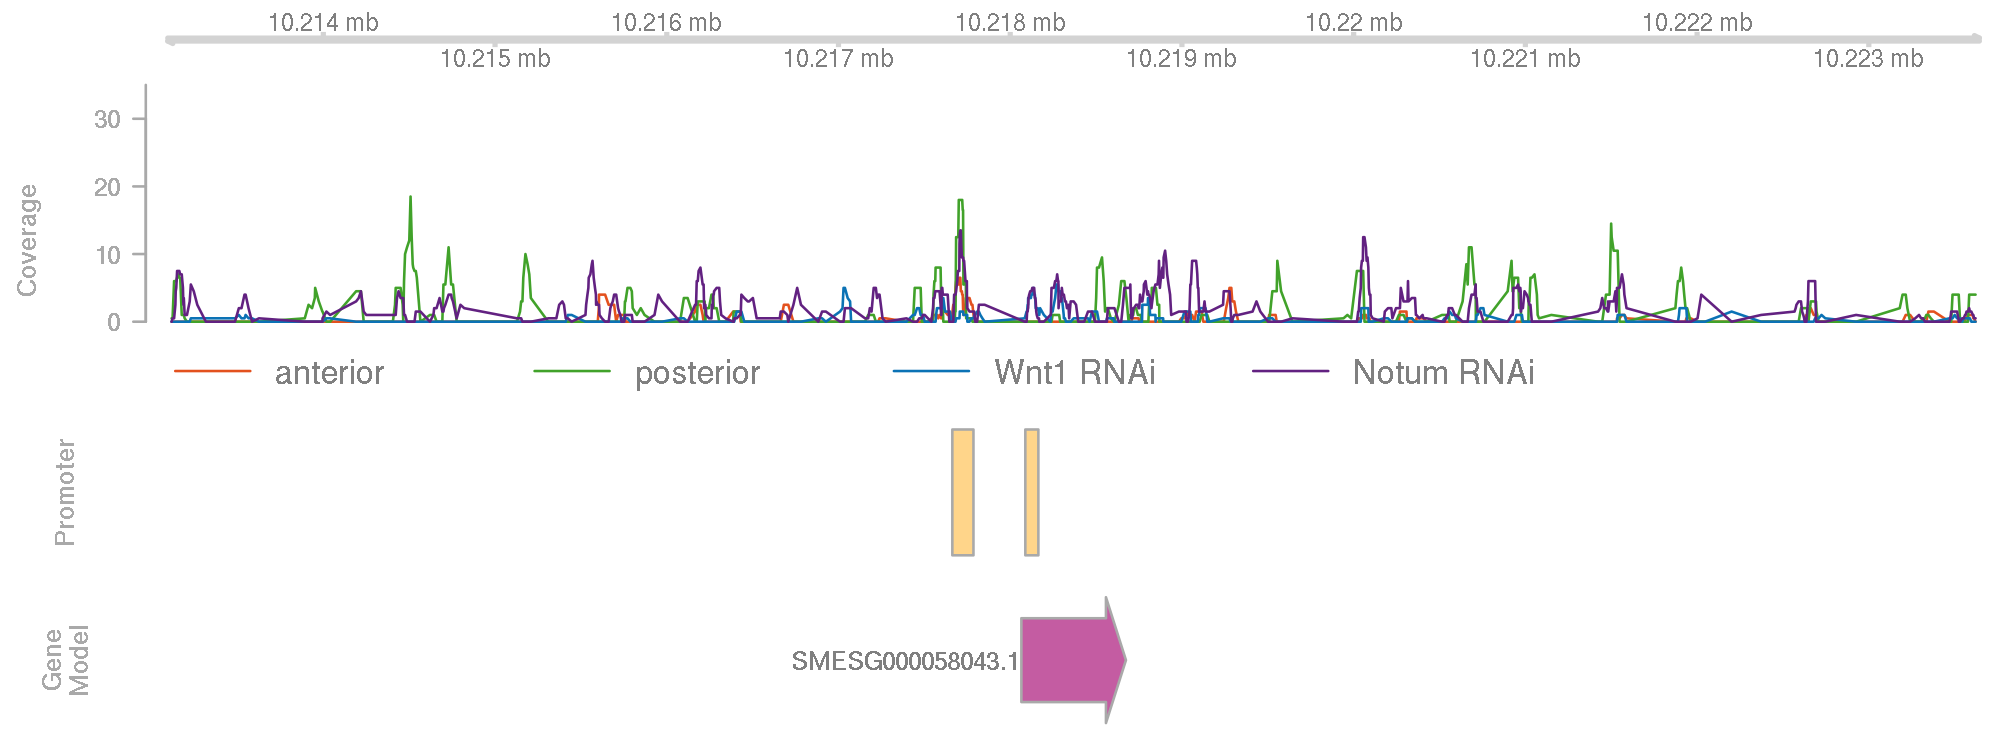 10.214 mb 10.216 mb 10.218 mb 10.22 mb 10.222 mb
10.215 mb 10.217 mb 10.219 mb 10.221 mb 10.223 mb
Coverage
30
20
10
0
anterior posterior Wnt1 RNAi Notum RNAi
Promoter
Gene
Model
SMESG000058043.1